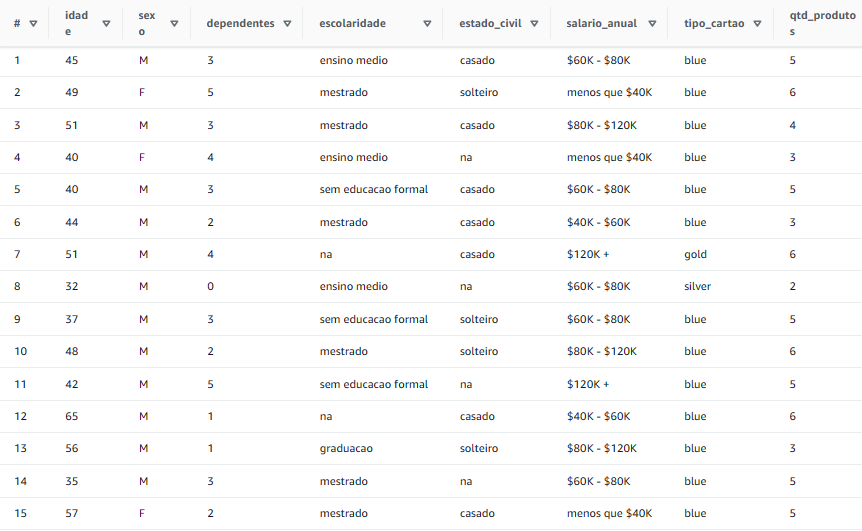 # idade sexo dependentes escolaridade estado_civil salario_anual tipo_cartao qtd_produtos
1 45 M 3 ensino medio casado $60K - $80K blue 5
2 49 F 5 mestrado solteiro menos que $40K blue 6
3 51 M 3 mestrado casado $80K - $120K blue 4
4 40 F 4 ensino medio na menos que $40K blue 3
5 40 M 3 sem educacao formal casado $60K - $80K blue 5
6 44 M 2 mestrado casado $40K - $60K blue 3
7 51 M 4 na casado $120K + gold 6
8 32 M 0 ensino medio na $60K - $80K silver 2
9 37 M 3 sem educacao formal solteiro $60K - $80K blue 5
10 48 M 2 mestrado solteiro $80K - $120K blue 6
11 42 M 5 sem educacao formal na $120K + blue 5
12 65 M 1 na casado $40K - $60K blue 6
13 56 M 1 graduacao solteiro $80K - $120K blue 3
14 35 M 3 mestrado na $60K - $80K blue 5
15 57 F 2 mestrado casado menos que $40K blue 5